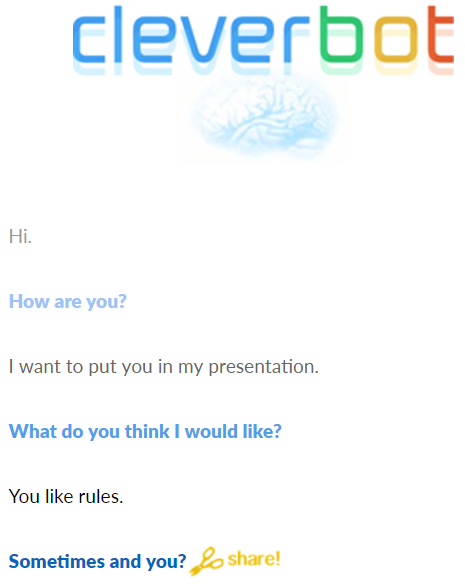 cleverbot
Hi.
How are you?
I want to put you in my presentation.
What do you think I would like?
You like rules.
Sometimes and you? share!